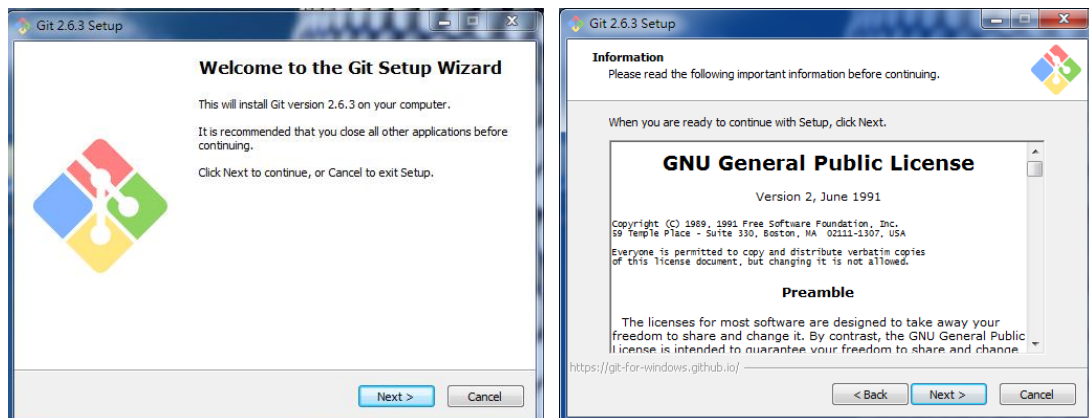 Git 2.6.3 Setup
Welcome to the Git Setup Wizard
This will install Git version 2.6.3 on your computer.
It is recommended that you close all other applications before
continuing.
Click Next to continue, or Cancel to exit Setup.
Next >
Cancel
Git 2.6.3 Setup
Information
Please read the following important information before continuing.
When you are ready to continue with Setup, click Next.
GNU General Public License
Version 2, June 1991
Copyright (C) 1989, 1991 Free Software Foundation, Inc.
59 Temple Place - Suite 330, Boston, MA  02111-1307, USA
Everyone is permitted to copy and distribute verbatim copies
of this license document, but changing it is not allowed.
Preamble
The licenses for most software are designed to take away your
freedom to share and change it. By contrast, the GNU General Public
License is intended to guarantee your freedom to share and change
https://git-for-windows.github.io/
< Back
Next >
Cancel